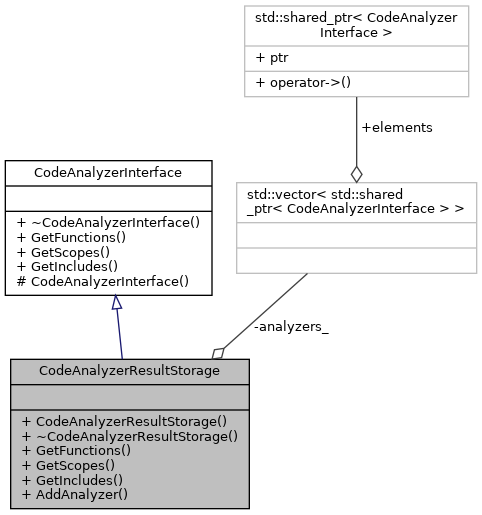 std::shared_ptr< CodeAnalyzer
Interface >
+ ptr
+ operator->()
+elements
CodeAnalyzerInterface
+ ~CodeAnalyzerInterface()
+ GetFunctions()
+ GetScopes()
+ GetIncludes()
# CodeAnalyzerInterface()
std::vector< std::shared
_ptr< CodeAnalyzerInterface > >
-analyzers_
CodeAnalyzerResultStorage
+ CodeAnalyzerResultStorage()
+ ~CodeAnalyzerResultStorage()
+ GetFunctions()
+ GetScopes()
+ GetIncludes()
+ AddAnalyzer()